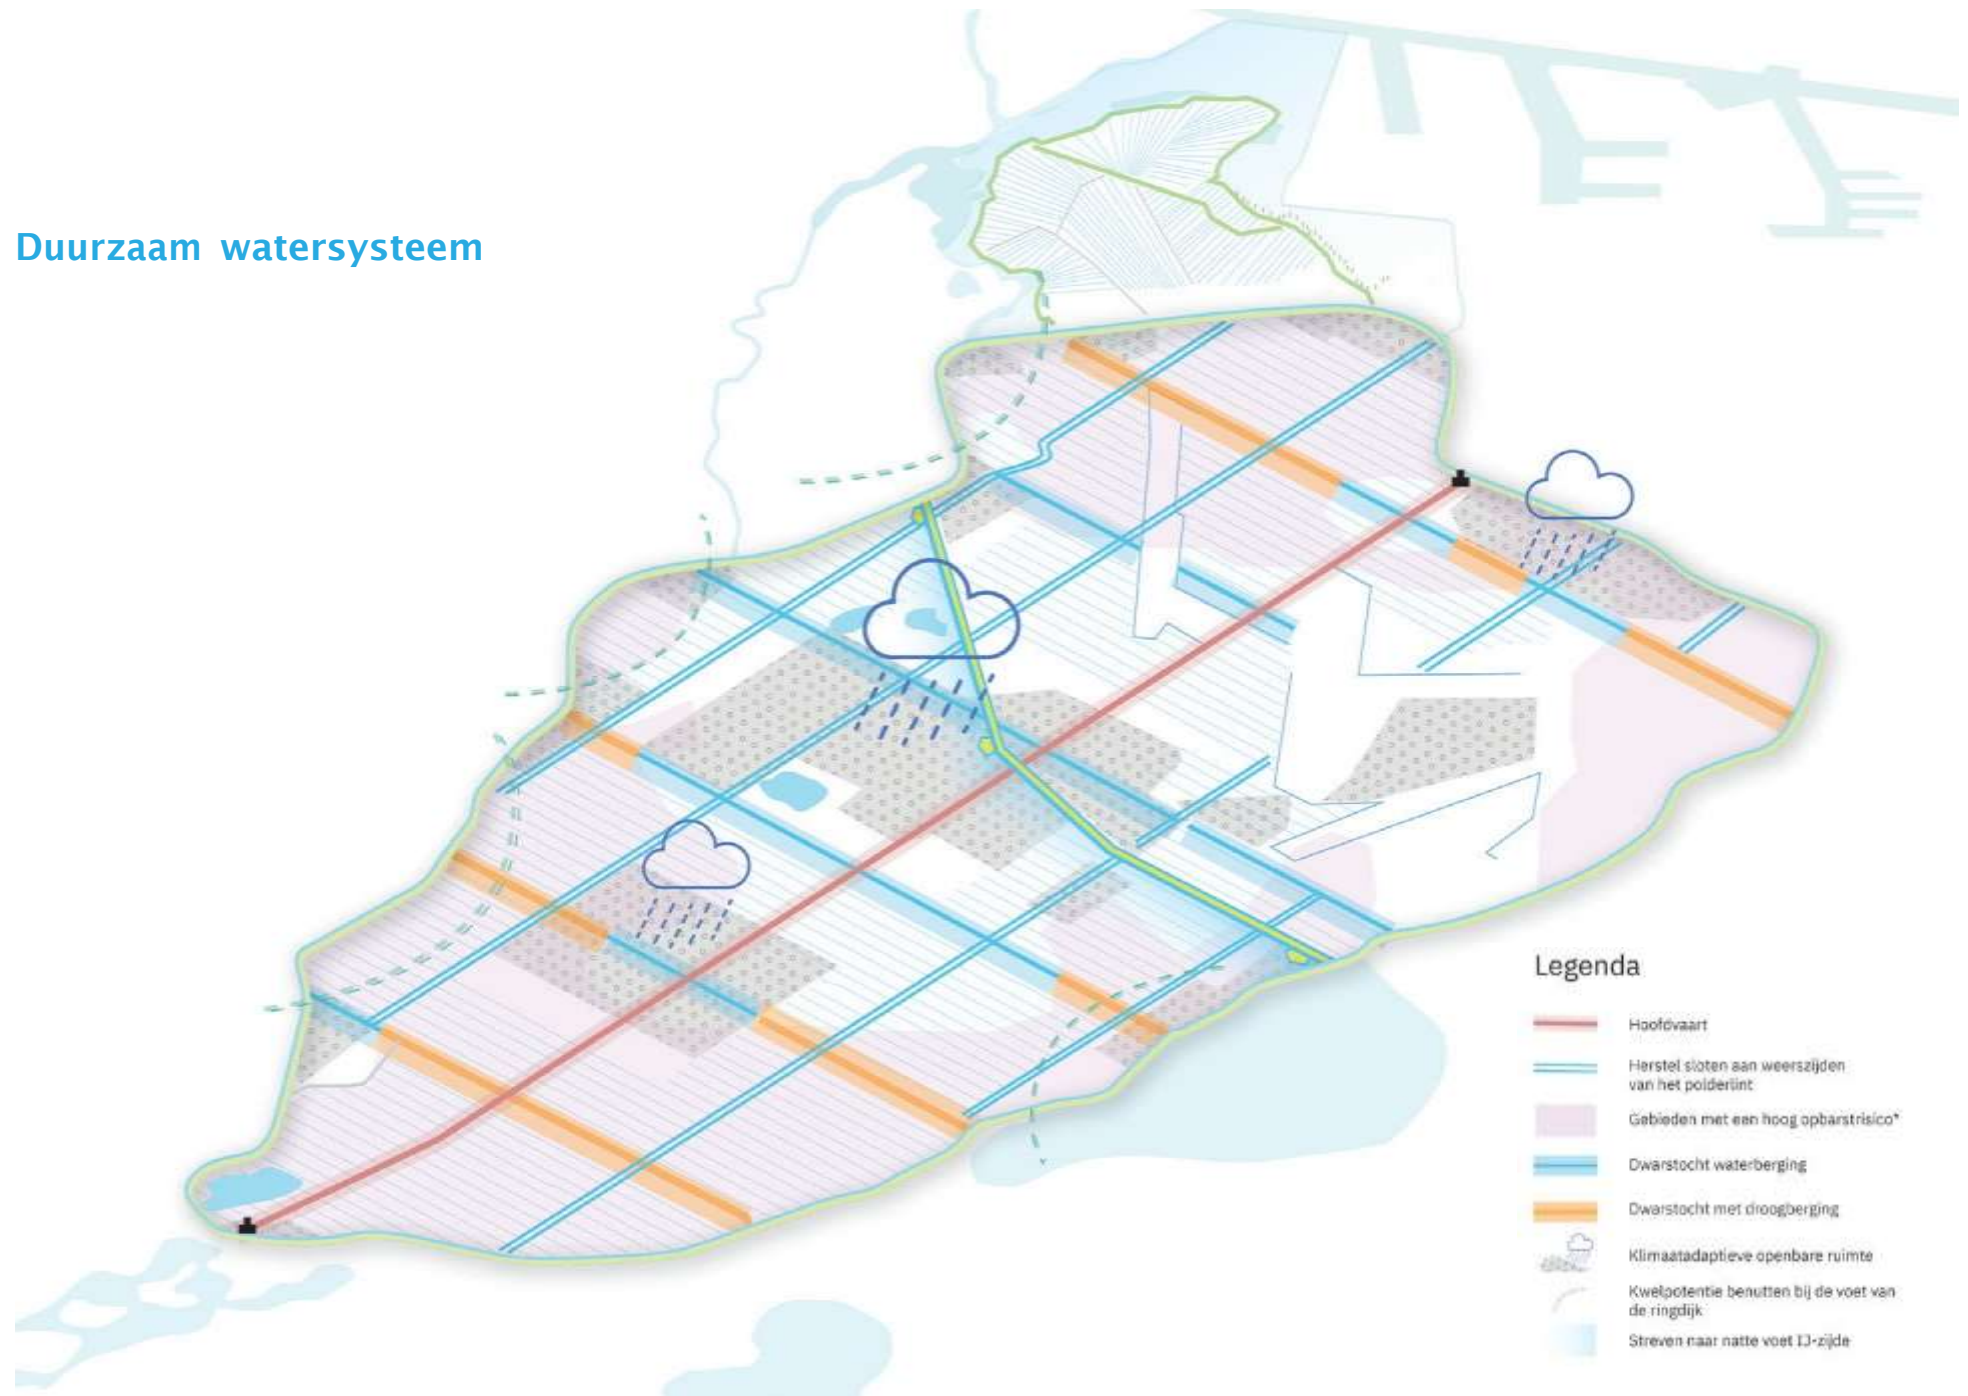 Duurzaam watersysteem
Legenda
Hoofdvaart
Herstel sloten aan weerszijden
van het polderlint
Gebieden met een hoog opbarstrisico*
Dwarstocht waterberging
Dwarstocht met droogberging
Klimaatadaptieve openbare ruimte
Kwelpotentie benutten bij de voet van
de ringdijk
Streven naar natte voet IJ-zijde